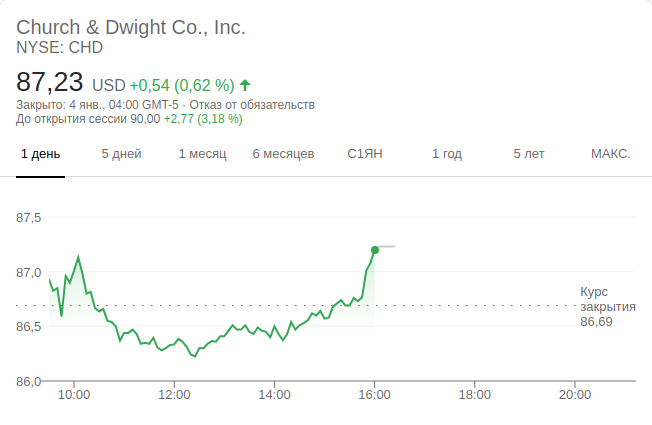 Church & Dwight Co., Inc.
NYSE: CHD
87,23 USD +0,54 (0,62 %)
Закрыто: 4 янв., 04:00 GMT-5 · Отказ от обязательств
До открытия сессии 90,00 +2,77 (3,18 %)
1 день 5 дней 1 месяц 6 месяцев С1ЯН 1 год 5 лет МАКС.
87,5
87,0
Курс
закрытия
86,69
86,5
86,0
10:00 12:00 14:00 16:00 18:00 20:00